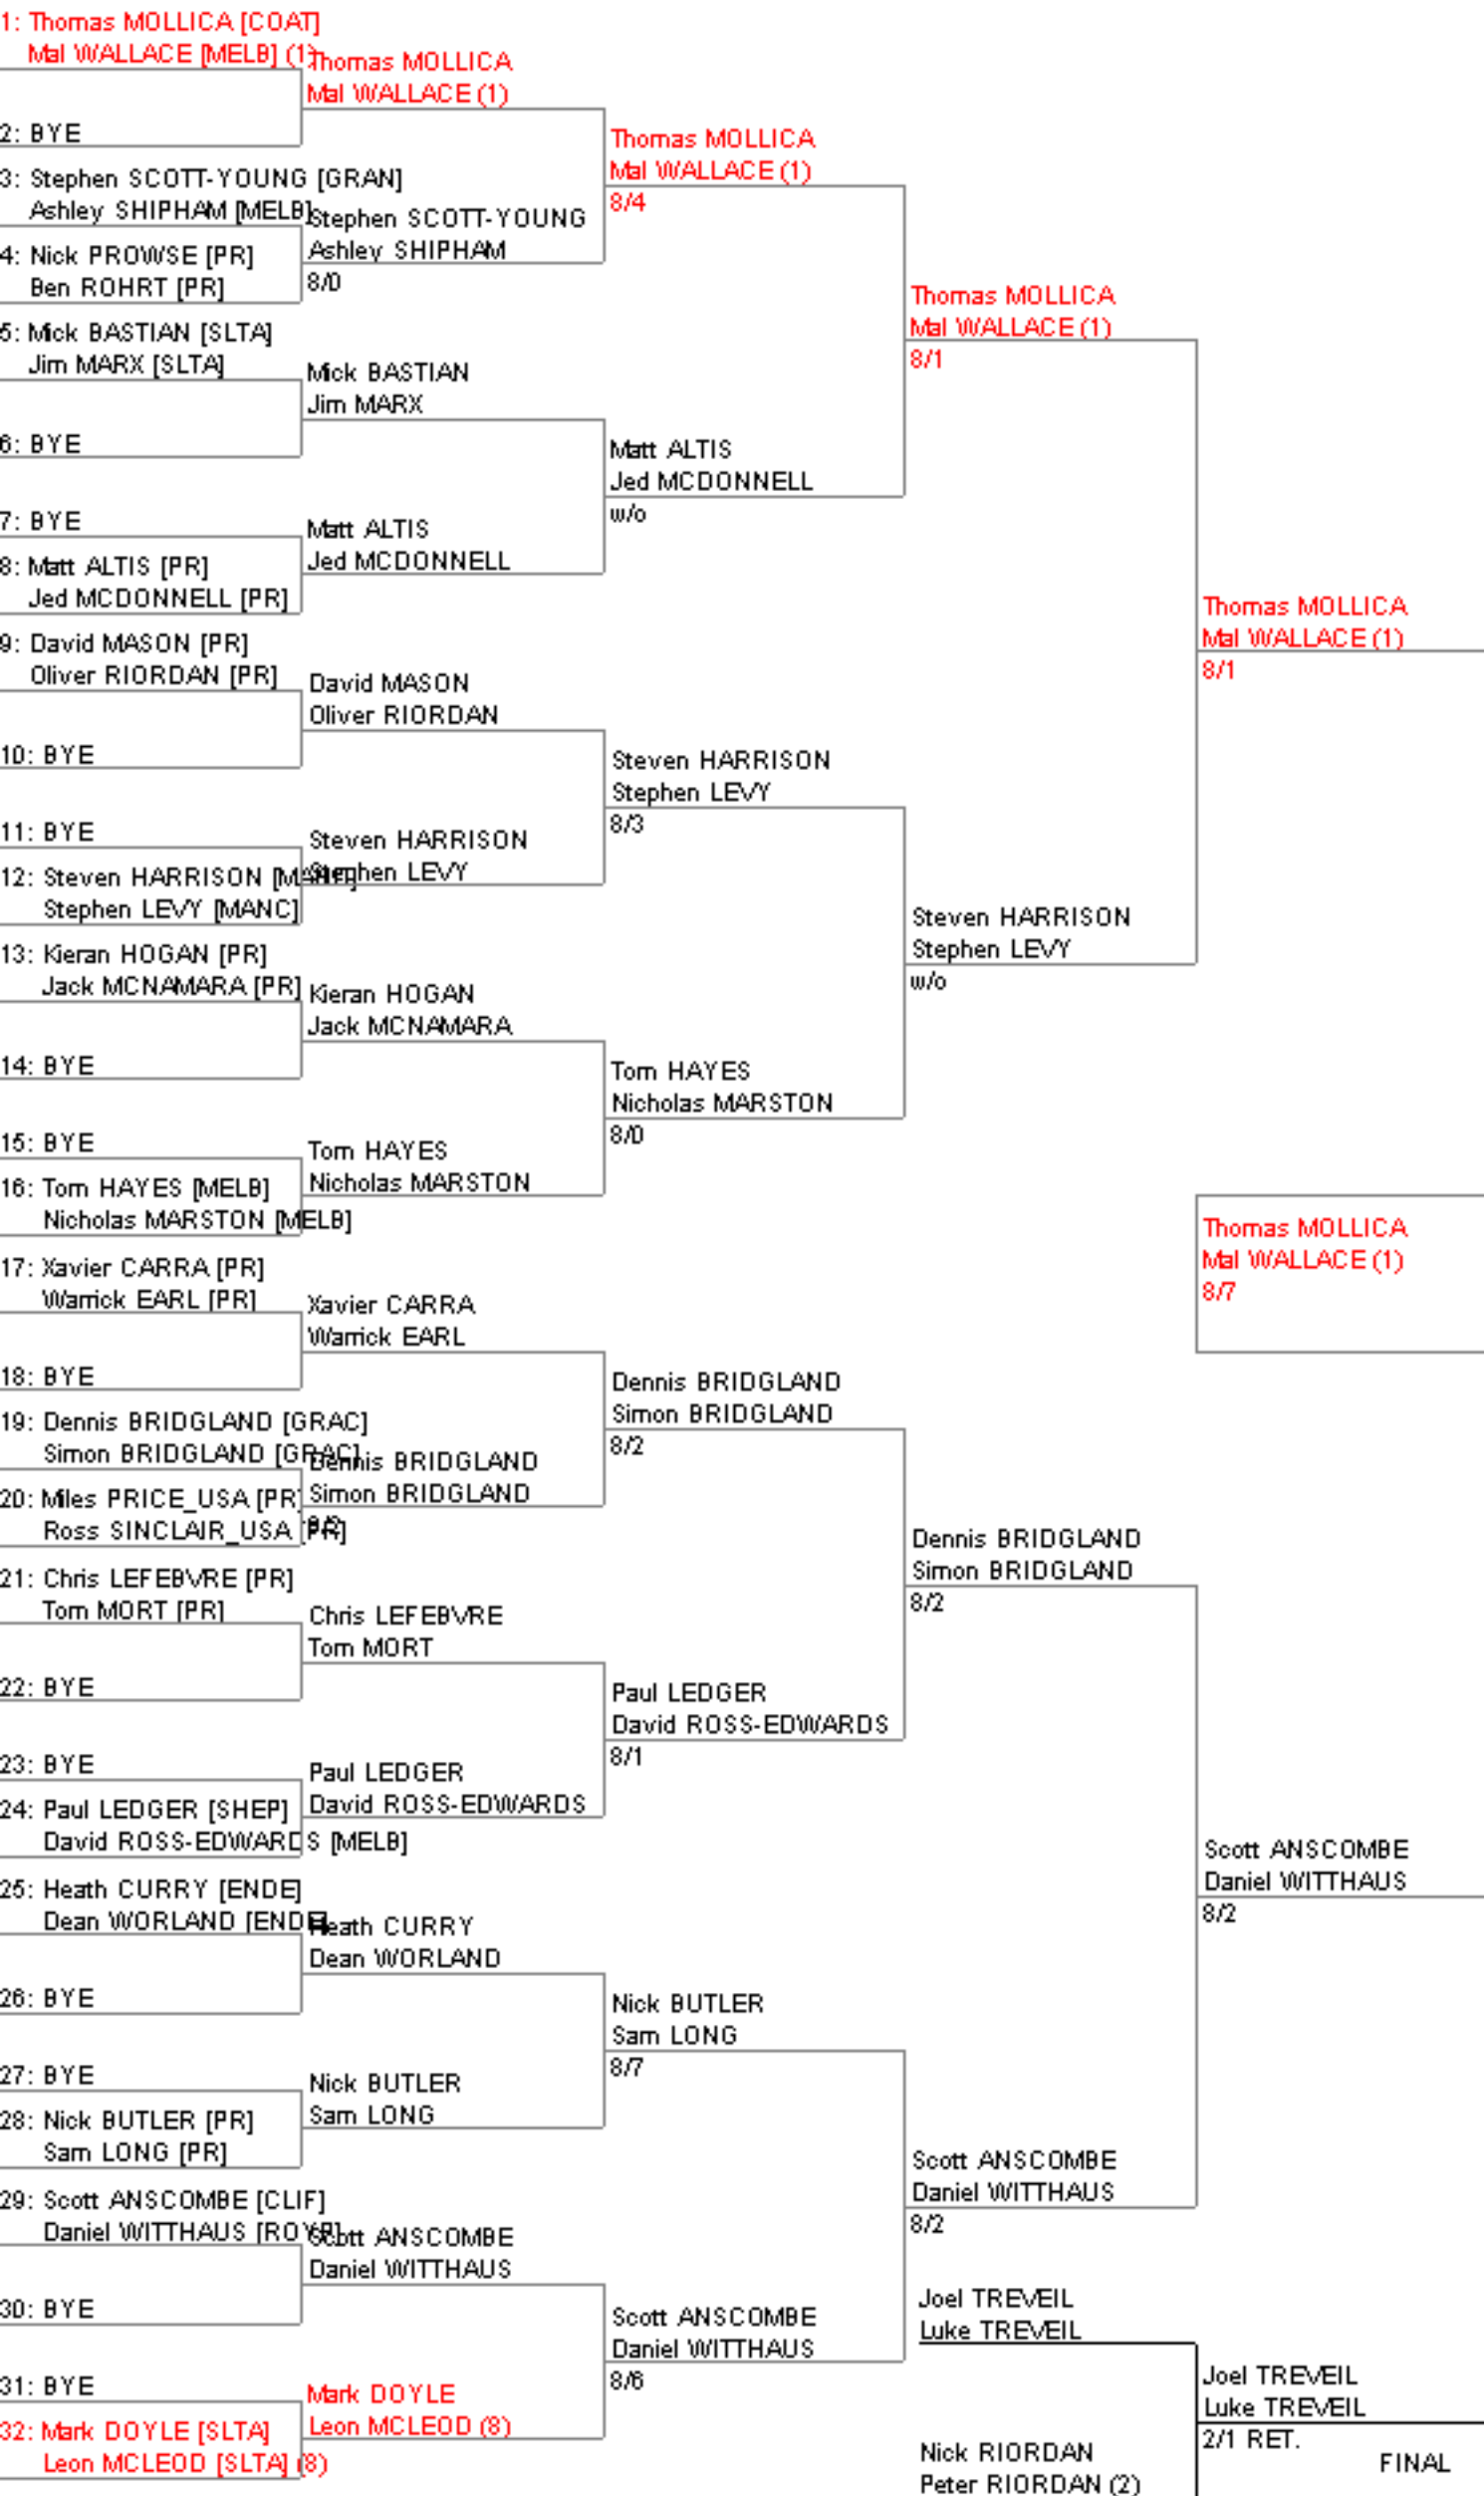 1: Thomas MOLLICA [COAT]
Mal WALLACE [MELB] (1)
2: BYE
3: Stephen SCOTT-YOUNG [GRAN]
Ashley SHIPHAM [MELB]
4: Nick PROWSE [PR]
Ben ROHRT [PR]
5: Mick BASTIAN [SLTA]
Jim MARX [SLTA]
6: BYE
7: BYE
8: Matt ALTIS [PR]
Jed MCDONNELL [PR]
9: David MASON [PR]
Oliver RIORDAN [PR]
10: BYE
11: BYE
12: Steven HARRISON [MANC]
Stephen LEVY [MANC]
13: Kieran HOGAN [PR]
Jack MCNAMARA [PR]
14: BYE
15: BYE
16: Tom HAYES [MELB]
Nicholas MARSTON [MELB]
17: Xavier CARRA [PR]
Warrick EARL [PR]
18: BYE
19: Dennis BRIDGLAND [GRAC]
Simon BRIDGLAND [GRAC]
20: Miles PRICE_USA [PR]
Ross SINCLAIR_USA [PR]
21: Chris LEFEBVRE [PR]
Tom MORT [PR]
22: BYE
23: BYE
24: Paul LEDGER [SHEP]
David ROSS-EDWARDS [MELB]
25: Heath CURRY [ENDE]
Dean WORLAND [ENDE]
26: BYE
27: BYE
28: Nick BUTLER [PR]
Sam LONG [PR]
29: Scott ANSCOMBE [CLIF]
Daniel WITTHAUS [ROYP]
30: BYE
31: BYE
32: Mark DOYLE [SLTA]
Leon MCLEOD [SLTA] (8)
Thomas MOLLICA
Mal WALLACE (1)
Stephen SCOTT-YOUNG
Ashley SHIPHAM
8/0
Mick BASTIAN
Jim MARX
Matt ALTIS
Jed MCDONNELL
David MASON
Oliver RIORDAN
Steven HARRISON
Stephen LEVY
Kieran HOGAN
Jack MCNAMARA
Tom HAYES
Nicholas MARSTON
Xavier CARRA
Warrick EARL
Dennis BRIDGLAND
Simon BRIDGLAND
Chris LEFEBVRE
Tom MORT
Paul LEDGER
David ROSS-EDWARDS
Heath CURRY
Dean WORLAND
Nick BUTLER
Sam LONG
Scott ANSCOMBE
Daniel WITTHAUS
Mark DOYLE
Leon MCLEOD (8)
Thomas MOLLICA
Mal WALLACE (1)
8/4
Matt ALTIS
Jed MCDONNELL
w/o
Steven HARRISON
Stephen LEVY
8/3
Tom HAYES
Nicholas MARSTON
8/0
Dennis BRIDGLAND
Simon BRIDGLAND
8/2
Paul LEDGER
David ROSS-EDWARDS
8/1
Nick BUTLER
Sam LONG
8/7
Scott ANSCOMBE
Daniel WITTHAUS
8/6
Thomas MOLLICA
Mal WALLACE (1)
8/1
Steven HARRISON
Stephen LEVY
w/o
Dennis BRIDGLAND
Simon BRIDGLAND
8/2
Scott ANSCOMBE
Daniel WITTHAUS
8/2
Joel TREVEIL
Luke TREVEIL
Nick RIORDAN
Peter RIORDAN (2)
Thomas MOLLICA
Mal WALLACE (1)
8/1
Thomas MOLLICA
Mal WALLACE (1)
8/7
Scott ANSCOMBE
Daniel WITTHAUS
8/2
Joel TREVEIL
Luke TREVEIL
2/1 RET.
FINAL